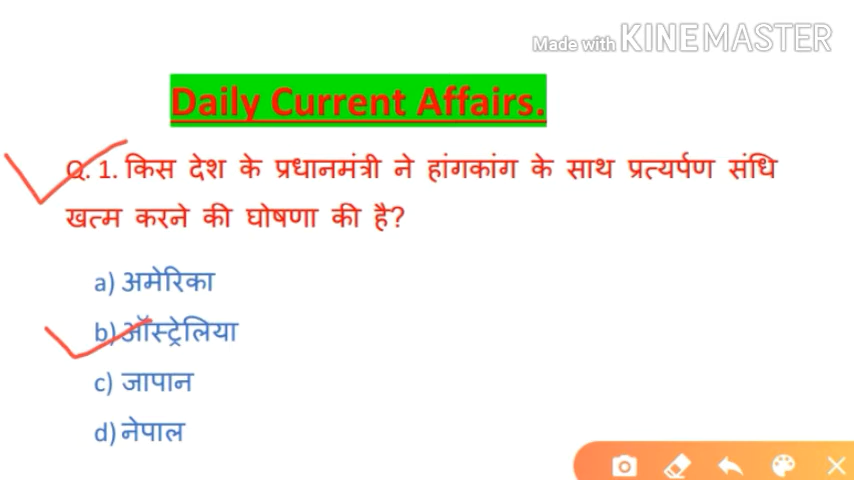 Made with KINEMASTER
Daily Current Affairs.
Q. 1. किस देश के प्रधानमंत्री ने हांगकांग के साथ प्रत्यर्पण संधि
खत्म करने की घोषणा की है?
a) अमेरिका
b) ऑस्ट्रेलिया
c) जापान
d) नेपाल